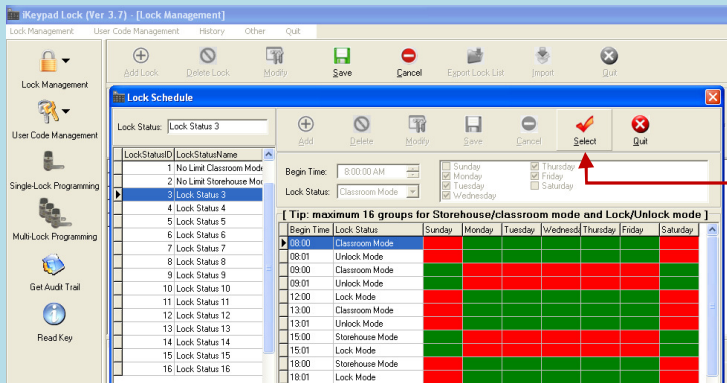 iKeypad Lock (Ver 3.7) - [Lock Management]
Lock Management User Code Management History Other Quit
Add Lock Delete Lock Modify Save Cancel Export Lock List Import Quit
Lock Management
User Code Management
Single-Lock Programming
Multi-Lock Programming
Get Audit Trail
Read Key
Lock Schedule
Lock Status: Lock Status 3
Add Delete Modify Save Cancel Select Quit
LockStatusID LockStatusName
1 No Limit Classroom Mode
2 No Limit Storehouse Mod
3 Lock Status 3
4 Lock Status 4
5 Lock Status 5
6 Lock Status 6
7 Lock Status 7
8 Lock Status 8
9 Lock Status 9
10 Lock Status 10
11 Lock Status 11
12 Lock Status 12
13 Lock Status 13
14 Lock Status 14
15 Lock Status 15
16 Lock Status 16
Begin Time: 8:00:00 AM
Lock Status: Classroom Mode
Sunday Thursday
Monday Friday
Tuesday Saturday
Wednesday
[ Tip: maximum 16 groups for Storehouse/classroom mode and Lock/Unlock mode ]
Begin Time Lock Status Sunday Monday Tuesday Wednesd Thursday Friday Saturday
08:00 Classroom Mode
08:01 Unlock Mode
09:00 Classroom Mode
09:01 Unlock Mode
12:00 Lock Mode
13:00 Classroom Mode
13:01 Unlock Mode
15:00 Storehouse Mode
15:01 Lock Mode
18:00 Storehouse Mode
18:01 Lock Mode